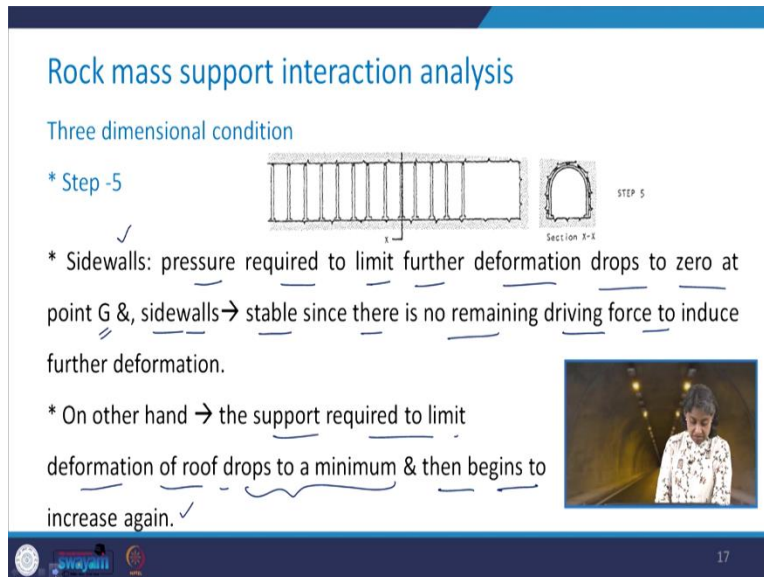 Rock mass support interaction analysis
Three dimensional condition
* Step -5
STEP 5
X
Section X-X
* Sidewalls: pressure required to limit further deformation drops to zero at
point G &, sidewalls→ stable since there is no remaining driving force to induce
further deformation.
* On other hand → the support required to limit
deformation of roof drops to a minimum & then begins to
increase again.
swayam
17